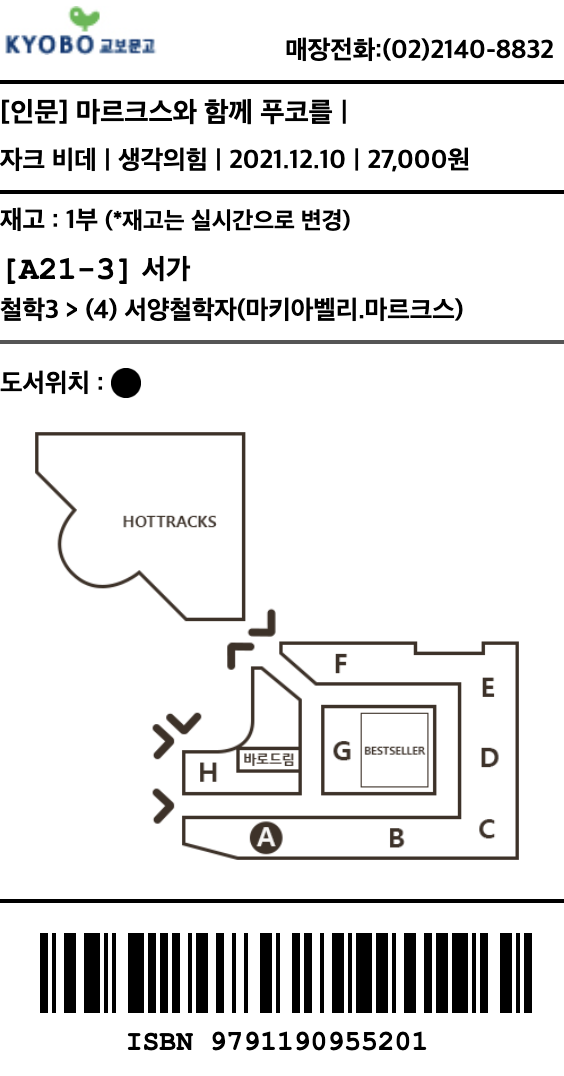 KYOBO 교보문고
매장전화:(02)2140-8832
[인문] 마르크스와 함께 푸코를 |
자크 비데 | 생각의힘 | 2021.12.10 | 27,000원
재고 : 1부 (*재고는 실시간으로 변경)
[A21-3] 서가
철학3 > (4) 서양철학자(마키아벨리.마르크스)
도서위치 : ●
HOTTRACKS
F
E
G
BESTSELLER
D
바로드림
H
C
A
B
ISBN 9791190955201